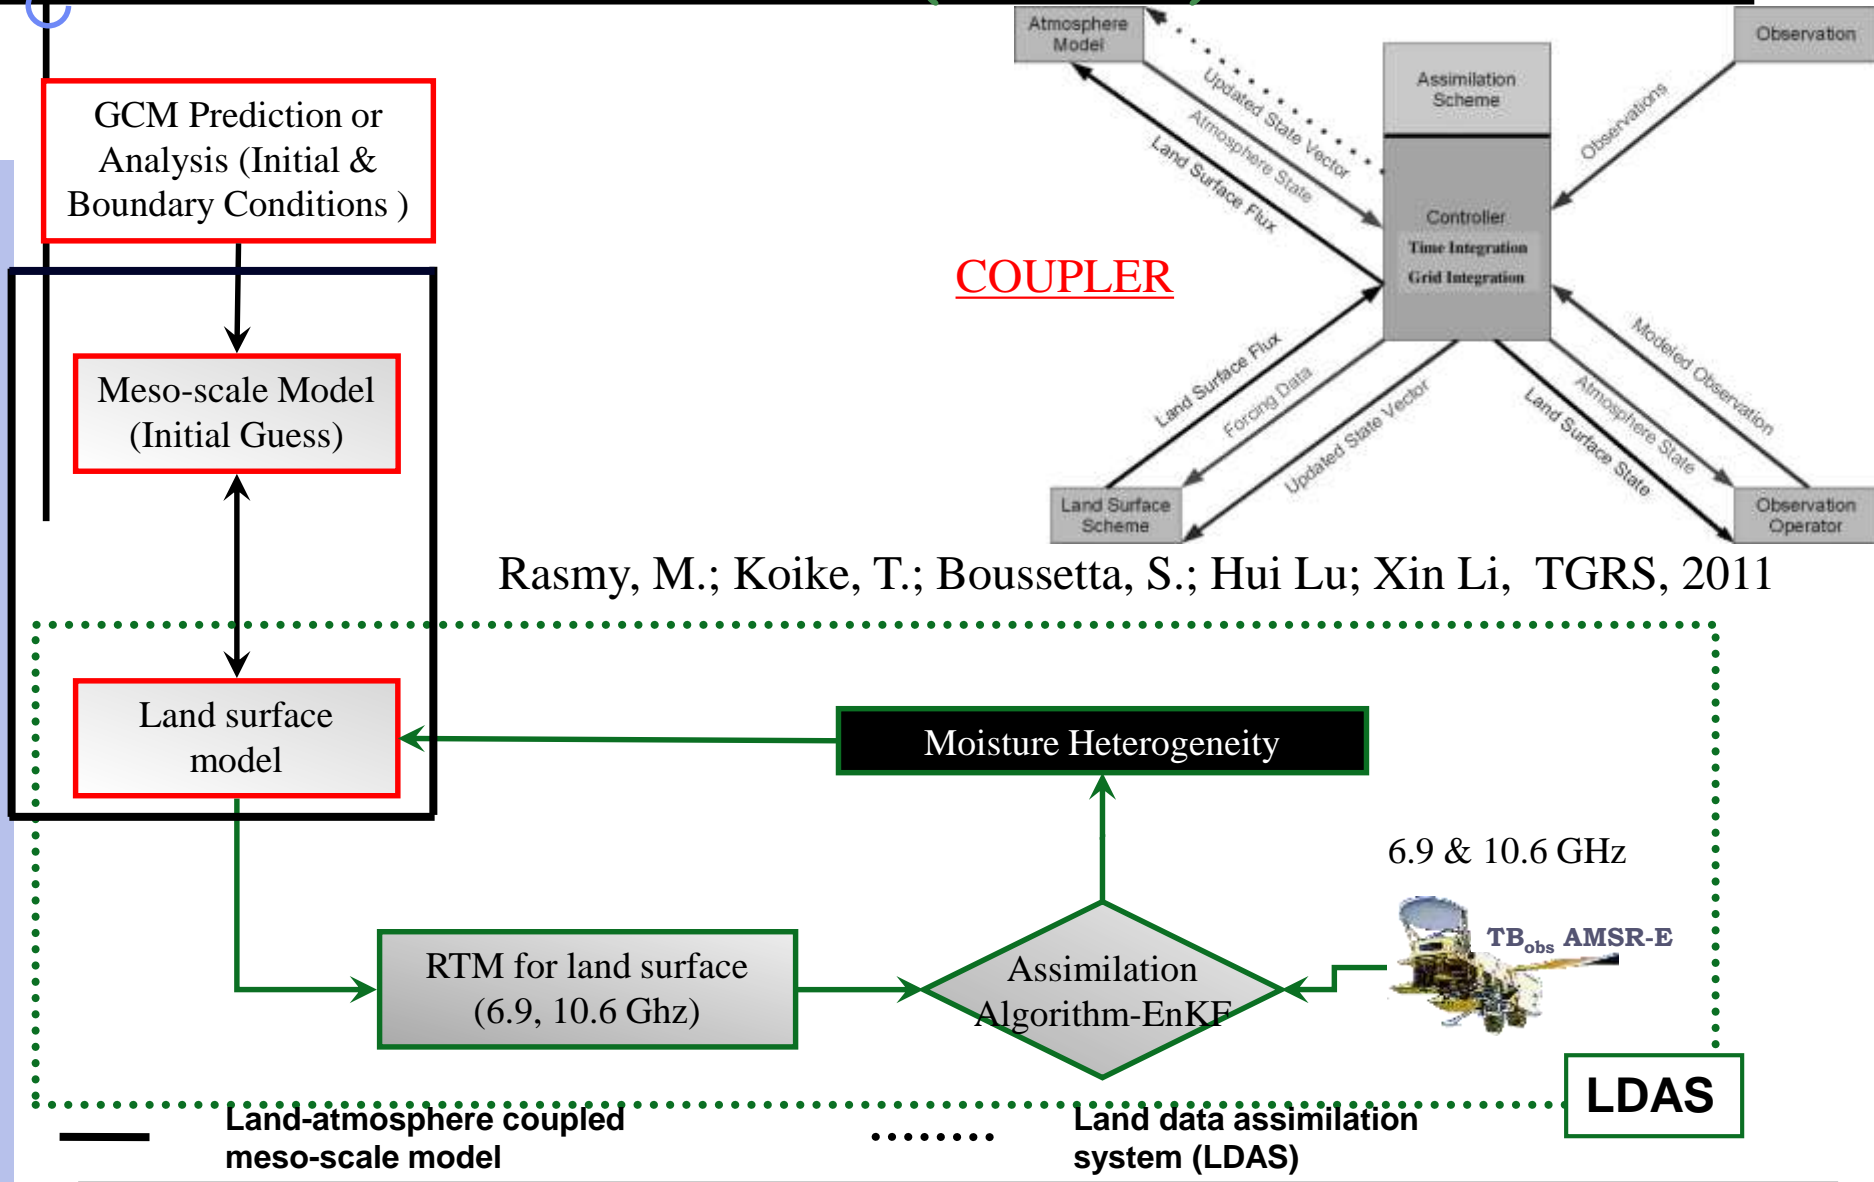 GCM Prediction or
Analysis (Initial &
Boundary Conditions )
Meso-scale Model
(Initial Guess)
Land surface
model
COUPLER
Atmosphere
Model
Observation
Assimilation
Scheme
Controller
Time Integration
Grid Integration
Updated State Vector
Atmosphere State
Land Surface Flux
Observations
Land Surface Flux
Forcing Data
Updated State Vector
Modeled Observation
Atmosphere State
Land Surface State
Land Surface
Scheme
Observation
Operator
Rasmy, M.; Koike, T.; Boussetta, S.; Hui Lu; Xin Li, TGRS, 2011
Moisture Heterogeneity
6.9 & 10.6 GHz
TBobs AMSR-E
RTM for land surface
(6.9, 10.6 Ghz)
Assimilation
Algorithm-EnKF
LDAS
Land-atmosphere coupled
meso-scale model
Land data assimilation
system (LDAS)